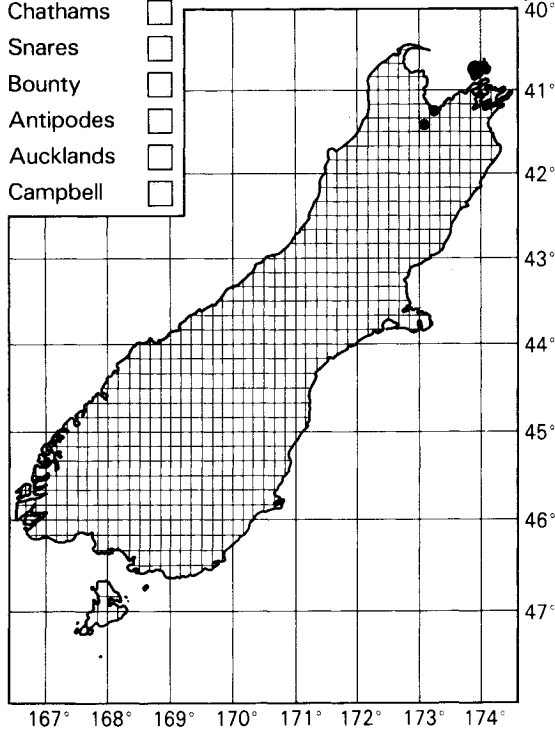 Chathams
Snares
Bounty
Antipodes
Aucklands
Campbell
40°
41°
42°
43°
44°
45°
46°
47°
167° 168° 169° 170° 171° 172° 173° 174°